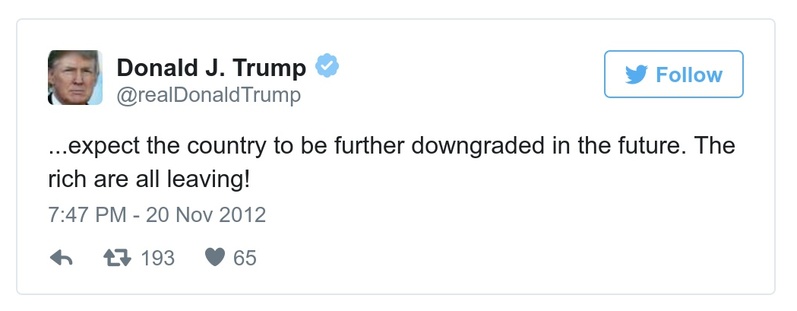 Donald J. Trump
Follow
@realDonaldTrump
...expect the country to be further downgraded in the future. The
rich are all leaving!
7:47 PM - 20 Nov 2012
193 65